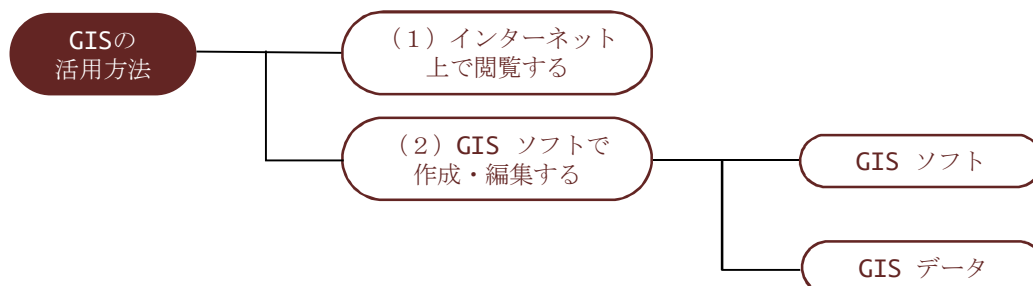 GISの
活用方法
（１）インターネット
上で閲覧する
（２）GIS ソフトで
作成・編集する
GIS ソフト
GIS データ